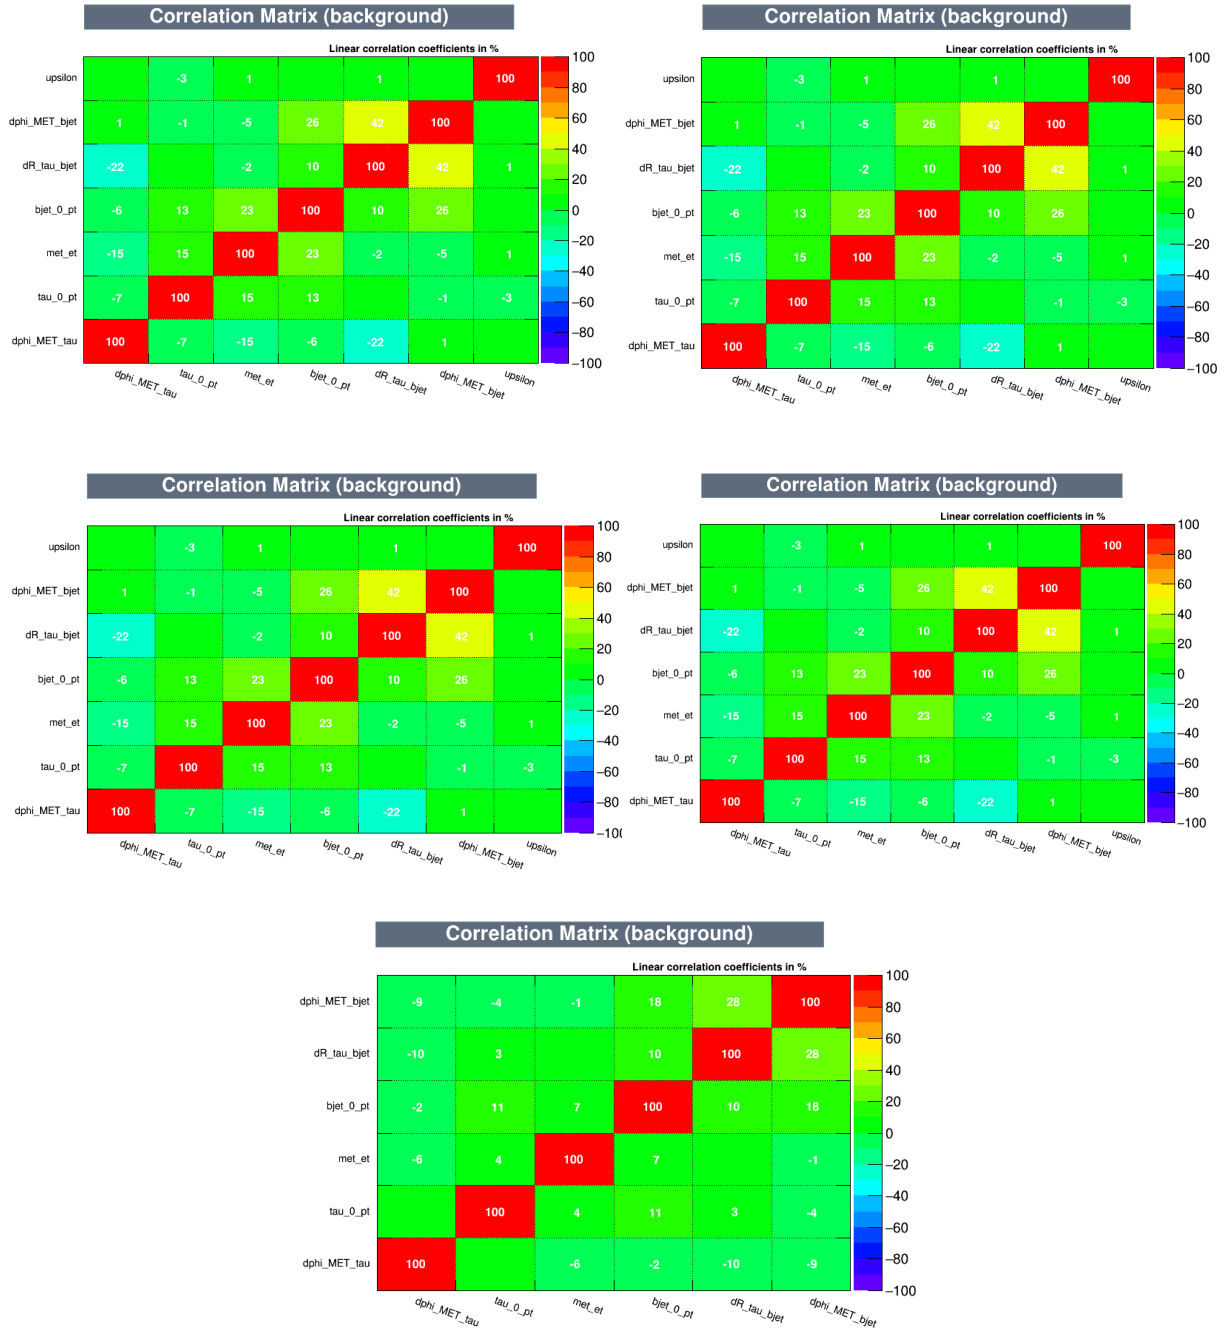 Correlation Matrix (background)
Linear correlation coefficients in %
upsilon -3 1 1 100
dphi_MET_bjet 1 -1 -5 26 42 100
dR_tau_bjet -22 -2 10 100 42 1
bjet_0_pt -6 13 23 100 10 26
met_et -15 15 100 23 -2 -5 1
tau_0_pt -7 100 15 13 -1 -3
dphi_MET_tau 100 -7 -15 -6 -22 1
dphi_MET_tau tau_0_pt met_et bjet_0_pt dR_tau_bjet dphi_MET_bjet upsilon
100
80
60
40
20
0
−20
−40
−60
−80
−100
Correlation Matrix (background)
Linear correlation coefficients in %
upsilon -3 1 1 100
dphi_MET_bjet 1 -1 -5 26 42 100
dR_tau_bjet -22 -2 10 100 42 1
bjet_0_pt -6 13 23 100 10 26
met_et -15 15 100 23 -2 -5 1
tau_0_pt -7 100 15 13 -1 -3
dphi_MET_tau 100 -7 -15 -6 -22 1
dphi_MET_tau tau_0_pt met_et bjet_0_pt dR_tau_bjet dphi_MET_bjet upsilon
100
80
60
40
20
0
−20
−40
−60
−80
−100
Correlation Matrix (background)
Linear correlation coefficients in %
upsilon -3 1 1 100
dphi_MET_bjet 1 -1 -5 26 42 100
dR_tau_bjet -22 -2 10 100 42 1
bjet_0_pt -6 13 23 100 10 26
met_et -15 15 100 23 -2 -5 1
tau_0_pt -7 100 15 13 -1 -3
dphi_MET_tau 100 -7 -15 -6 -22 1
dphi_MET_tau tau_0_pt met_et bjet_0_pt dR_tau_bjet dphi_MET_bjet upsilon
100
80
60
40
20
0
−20
−40
−60
−80
Correlation Matrix (background)
Linear correlation coefficients in %
upsilon -3 1 1 100
dphi_MET_bjet 1 -1 -5 26 42 100
dR_tau_bjet -22 -2 10 100 42 1
bjet_0_pt -6 13 23 100 10 26
met_et -15 15 100 23 -2 -5 1
tau_0_pt -7 100 15 13 -1 -3
dphi_MET_tau 100 -7 -15 -6 -22 1
dphi_MET_tau tau_0_pt met_et bjet_0_pt dR_tau_bjet dphi_MET_bjet upsilon
100
80
60
40
20
0
−20
−40
−60
−80
−100
Correlation Matrix (background)
Linear correlation coefficients in %
dphi_MET_bjet -9 -4 -1 18 28 100
dR_tau_bjet -10 3 10 100 28
bjet_0_pt -2 11 7 100 10 18
met_et -6 4 100 7 -1
tau_0_pt 100 4 11 3 -4
dphi_MET_tau 100 -6 -2 -10 -9
dphi_MET_tau tau_0_pt met_et bjet_0_pt dR_tau_bjet dphi_MET_bjet
100
80
60
40
20
0
−20
−40
−60
−80
−100